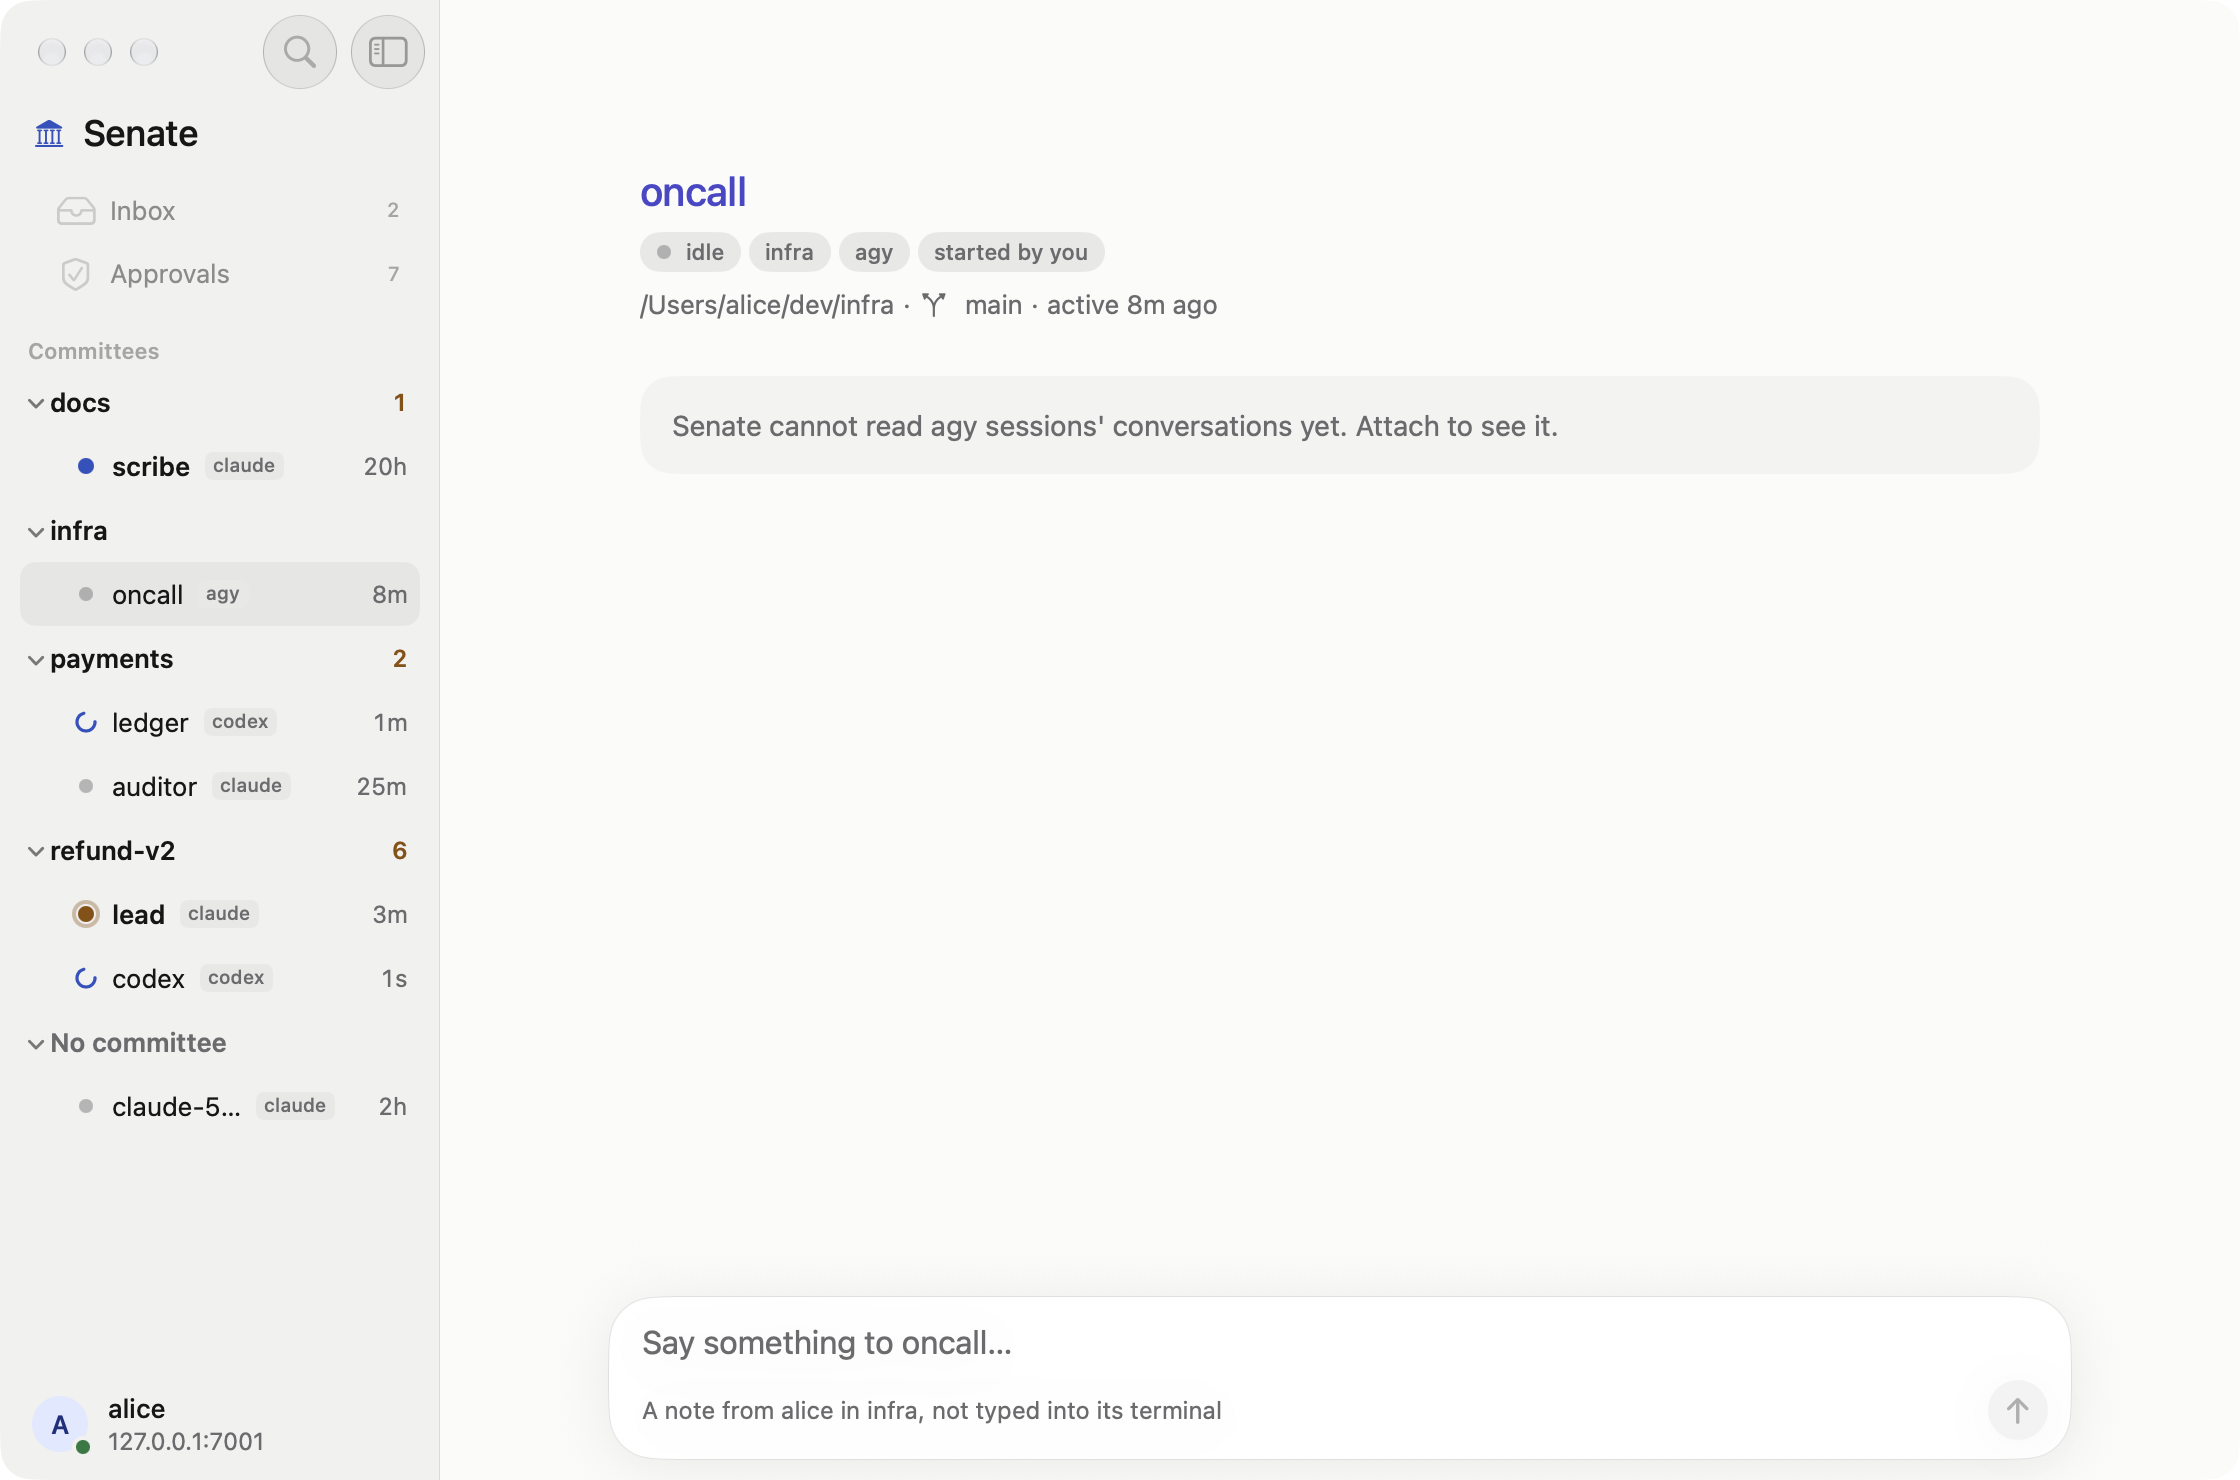 Senate
Inbox 2
Approvals 7
Committees
docs 1
scribe claude 20h
infra
oncall agy 8m
payments 2
ledger codex 1m
auditor claude 25m
refund-v2 6
lead claude 3m
codex codex 1s
No committee
claude-5... claude 2h
A
alice
127.0.0.1:7001
oncall
idle infra agy started by you
/Users/alice/dev/infra · main · active 8m ago
Senate cannot read agy sessions' conversations yet. Attach to see it.
Say something to oncall...
A note from alice in infra, not typed into its terminal